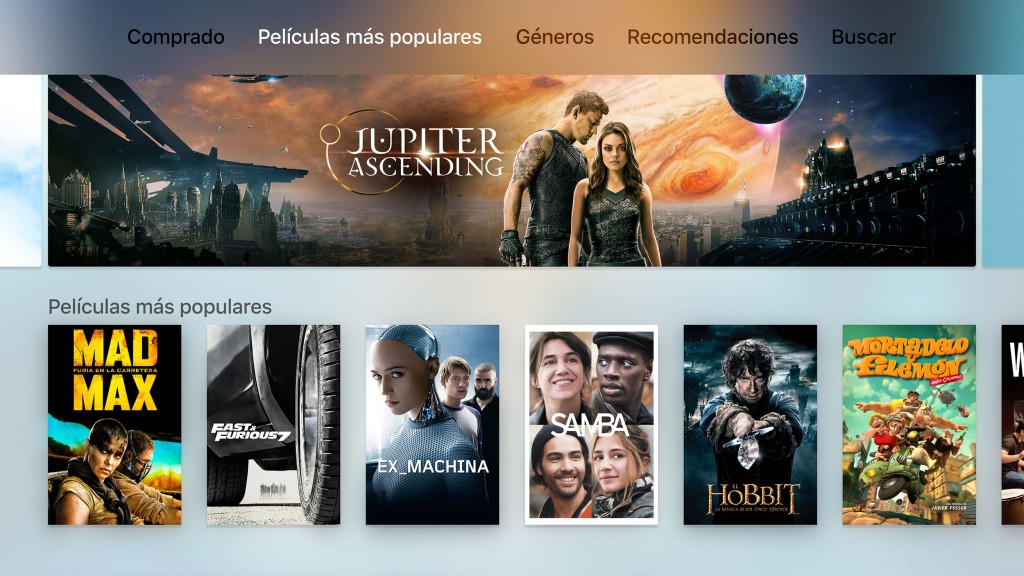 Comprado
Películas más populares
Géneros
Recomendaciones
Buscar
JUPITER
ASCENDING
Películas más populares
MAD
FURIA EN LA CARRETERA
MAX
FAST &
FURIOUS 7
EX_MACHINA
SAMBA
EL
HOBBIT
LA BATALLA DE LOS CINCO EJÉRCITOS
MORTADELO
y FILEMÓN
JAVIER FESSER
W